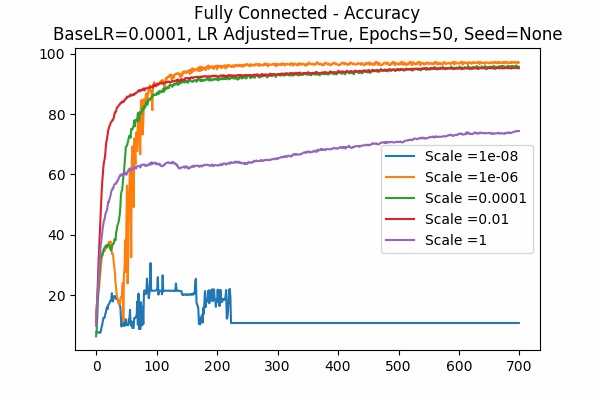 Fully Connected - Accuracy
BaseLR=0.0001, LR Adjusted=True, Epochs=50, Seed=None
100
80
60
40
20
Scale =1e-08
Scale =1e-06
Scale =0.0001
Scale =0.01
Scale =1
0 100 200 300 400 500 600 700